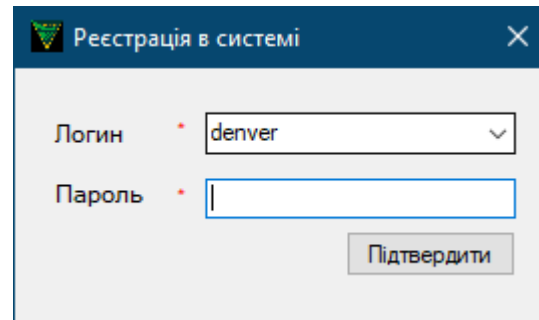 Реєстрація в системі
Логин * denver
Пароль *
Підтвердити